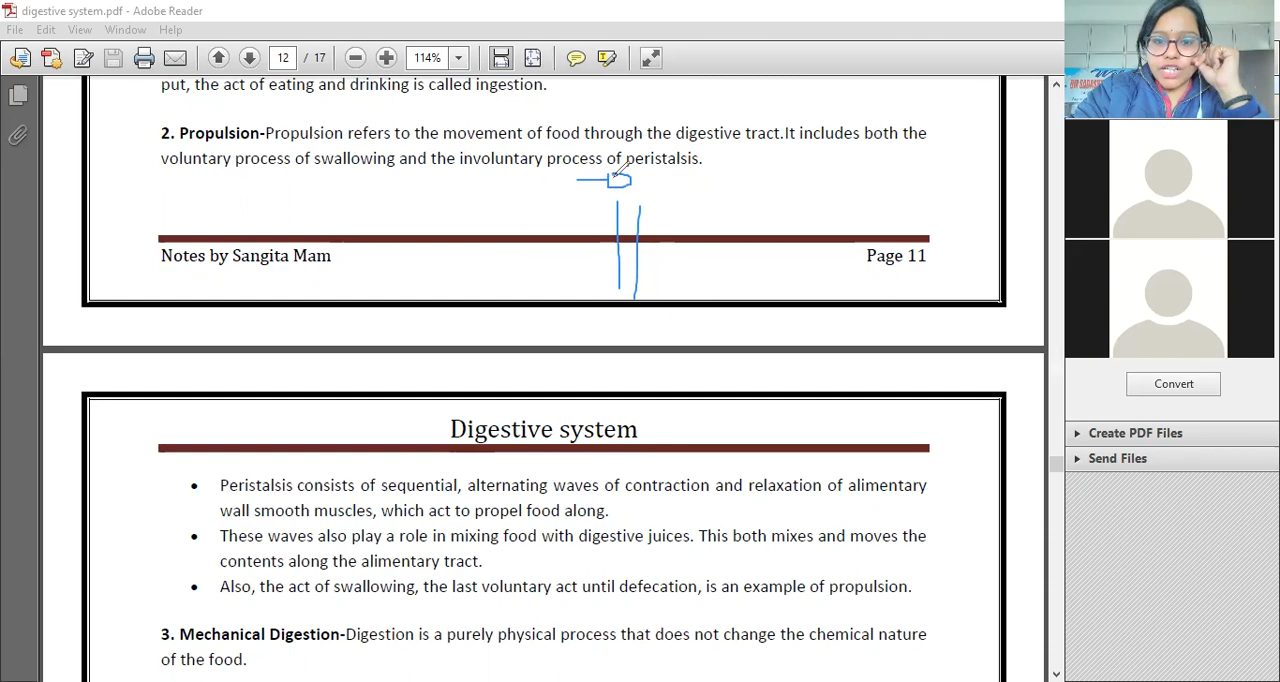 digestive system.pdf - Adobe Reader
File Edit View Window Help
12 / 17 114%
put, the act of eating and drinking is called ingestion.
2. Propulsion-Propulsion refers to the movement of food through the digestive tract.It includes both the
voluntary process of swallowing and the involuntary process of peristalsis.
Notes by Sangita Mam Page 11
Digestive system
• Peristalsis consists of sequential, alternating waves of contraction and relaxation of alimentary
wall smooth muscles, which act to propel food along.
• These waves also play a role in mixing food with digestive juices. This both mixes and moves the
contents along the alimentary tract.
• Also, the act of swallowing, the last voluntary act until defecation, is an example of propulsion.
3. Mechanical Digestion-Digestion is a purely physical process that does not change the chemical nature
of the food.
Convert
Create PDF Files
Send Files